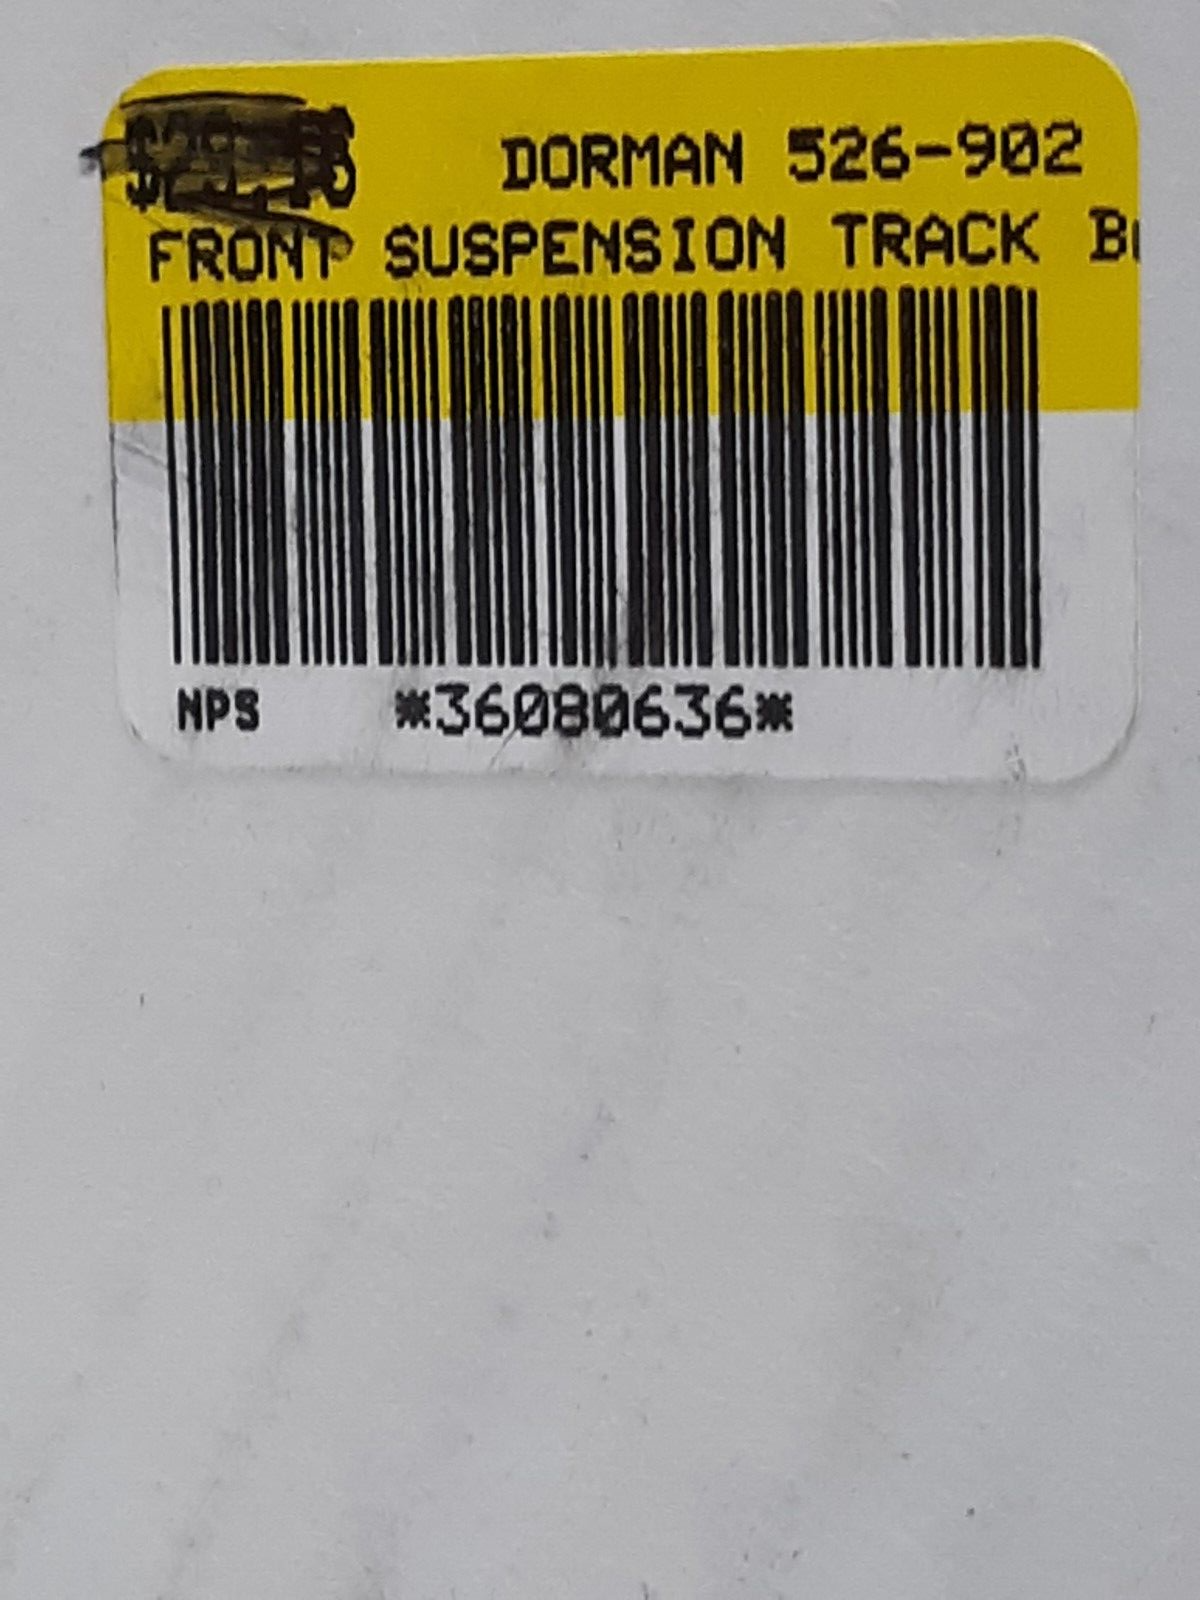 DORMAN 526-902
FRONT SUSPENSION TRACK
NPS *36080636*